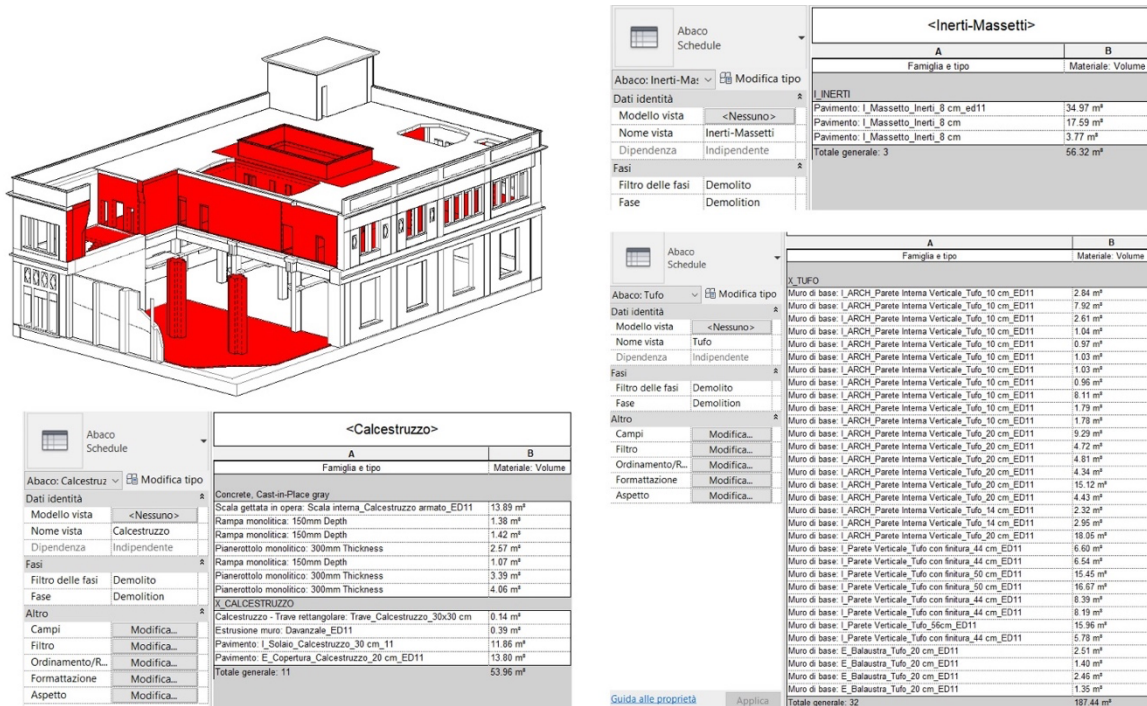 Abaco
Schedule
Abaco: Inerti-Mas
Modifica tipo
Dati identità
Modello vista <Nessuno>
Nome vista Inerti-Massetti
Dipendenza Indipendente
Fasi
Filtro delle fasi Demolito
Fase Demolition
<Inerti-Massetti>
A B
Famiglia e tipo Materiale: Volume
I_INERTI
Pavimento: I_Massetto_Inerti_8 cm_ed11 34.97 m³
Pavimento: I_Massetto_Inerti_8 cm 17.59 m³
Pavimento: I_Massetto_Inerti_8 cm 3.77 m³
Totale generale: 3 56.32 m³
Abaco
Schedule
Abaco: Tufo
Modifica tipo
Dati identità
Modello vista <Nessuno>
Nome vista Tufo
Dipendenza Indipendente
Fasi
Filtro delle fasi Demolito
Fase Demolition
Altro
Campi Modifica...
Filtro Modifica...
Ordinamento/R... Modifica...
Formattazione Modifica...
Aspetto Modifica...
Guida alle proprietà Applica
A B
Famiglia e tipo Materiale: Volume
X_TUFO
Muro di base: I_ARCH_Parete Interna Verticale_Tufo_10 cm_ED11 2.84 m³
Muro di base: I_ARCH_Parete Interna Verticale_Tufo_10 cm_ED11 7.92 m³
Muro di base: I_ARCH_Parete Interna Verticale_Tufo_10 cm_ED11 2.61 m³
Muro di base: I_ARCH_Parete Interna Verticale_Tufo_10 cm_ED11 1.04 m³
Muro di base: I_ARCH_Parete Interna Verticale_Tufo_10 cm_ED11 0.97 m³
Muro di base: I_ARCH_Parete Interna Verticale_Tufo_10 cm_ED11 1.03 m³
Muro di base: I_ARCH_Parete Interna Verticale_Tufo_10 cm_ED11 1.03 m³
Muro di base: I_ARCH_Parete Interna Verticale_Tufo_10 cm_ED11 0.96 m³
Muro di base: I_ARCH_Parete Interna Verticale_Tufo_10 cm_ED11 8.11 m³
Muro di base: I_ARCH_Parete Interna Verticale_Tufo_10 cm_ED11 1.79 m³
Muro di base: I_ARCH_Parete Interna Verticale_Tufo_10 cm_ED11 1.78 m³
Muro di base: I_ARCH_Parete Interna Verticale_Tufo_20 cm_ED11 9.29 m³
Muro di base: I_ARCH_Parete Interna Verticale_Tufo_20 cm_ED11 4.72 m³
Muro di base: I_ARCH_Parete Interna Verticale_Tufo_20 cm_ED11 4.81 m³
Muro di base: I_ARCH_Parete Interna Verticale_Tufo_20 cm_ED11 4.34 m³
Muro di base: I_ARCH_Parete Interna Verticale_Tufo_20 cm_ED11 15.12 m³
Muro di base: I_ARCH_Parete Interna Verticale_Tufo_20 cm_ED11 4.43 m³
Muro di base: I_ARCH_Parete Interna Verticale_Tufo_14 cm_ED11 2.32 m³
Muro di base: I_ARCH_Parete Interna Verticale_Tufo_14 cm_ED11 2.95 m³
Muro di base: I_ARCH_Parete Interna Verticale_Tufo_20 cm_ED11 18.05 m³
Muro di base: I_Parete Verticale_Tufo con finitura_44 cm_ED11 6.60 m³
Muro di base: I_Parete Verticale_Tufo con finitura_44 cm_ED11 6.54 m³
Muro di base: I_Parete Verticale_Tufo con finitura_50 cm_ED11 15.45 m³
Muro di base: I_Parete Verticale_Tufo con finitura_50 cm_ED11 16.67 m³
Muro di base: I_Parete Verticale_Tufo con finitura_44 cm_ED11 8.39 m³
Muro di base: I_Parete Verticale_Tufo con finitura_44 cm_ED11 8.19 m³
Muro di base: I_Parete Verticale_Tufo_56cm_ED11 15.96 m³
Muro di base: I_Parete Verticale_Tufo con finitura_44 cm_ED11 5.78 m³
Muro di base: E_Balaustra_Tufo_20 cm_ED11 2.51 m³
Muro di base: E_Balaustra_Tufo_20 cm_ED11 1.40 m³
Muro di base: E_Balaustra_Tufo_20 cm_ED11 2.46 m³
Muro di base: E_Balaustra_Tufo_20 cm_ED11 1.35 m³
Totale generale: 32 187.44 m³
Abaco
Schedule
Abaco: Calcestruz
Modifica tipo
Dati identità
Modello vista <Nessuno>
Nome vista Calcestruzzo
Dipendenza Indipendente
Fasi
Filtro delle fasi Demolito
Fase Demolition
Altro
Campi Modifica...
Filtro Modifica...
Ordinamento/R... Modifica...
Formattazione Modifica...
Aspetto Modifica...
<Calcestruzzo>
A B
Famiglia e tipo Materiale: Volume
Concrete, Cast-in-Place gray
Scala gettata in opera: Scala interna_Calcestruzzo armato_ED11 13.89 m³
Rampa monolitica: 150mm Depth 1.38 m³
Rampa monolitica: 150mm Depth 1.42 m³
Pianerottolo monolitico: 300mm Thickness 2.57 m³
Rampa monolitica: 150mm Depth 1.07 m³
Pianerottolo monolitico: 300mm Thickness 3.39 m³
Pianerottolo monolitico: 300mm Thickness 4.06 m³
X_CALCESTRUZZO
Calcestruzzo - Trave rettangolare: Trave_Calcestruzzo_30x30 cm 0.14 m³
Estrusione muro: Davanzale_ED11 0.39 m³
Pavimento: I_Solaio_Calcestruzzo_30 cm_11 11.86 m³
Pavimento: E_Copertura_Calcestruzzo_20 cm_ED11 13.80 m³
Totale generale: 11 53.96 m³